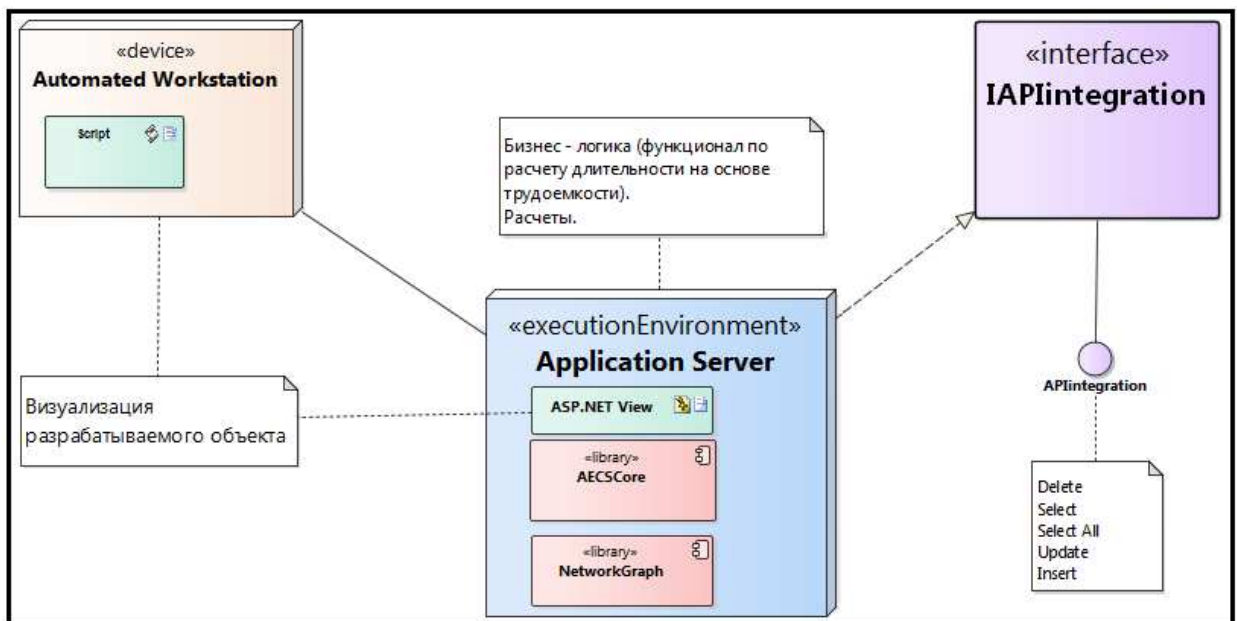 «device»
Automated Workstation
Script
Бизнес - логика (функционал по
расчету длительности на основе
трудоемкости).
Расчеты.
«interface»
IAPIintegration
«executionEnvironment»
Application Server
ASP.NET View
«library»
AECSCore
«library»
NetworkGraph
Визуализация
разрабатываемого объекта
APIintegration
Delete
Select
Select All
Update
Insert